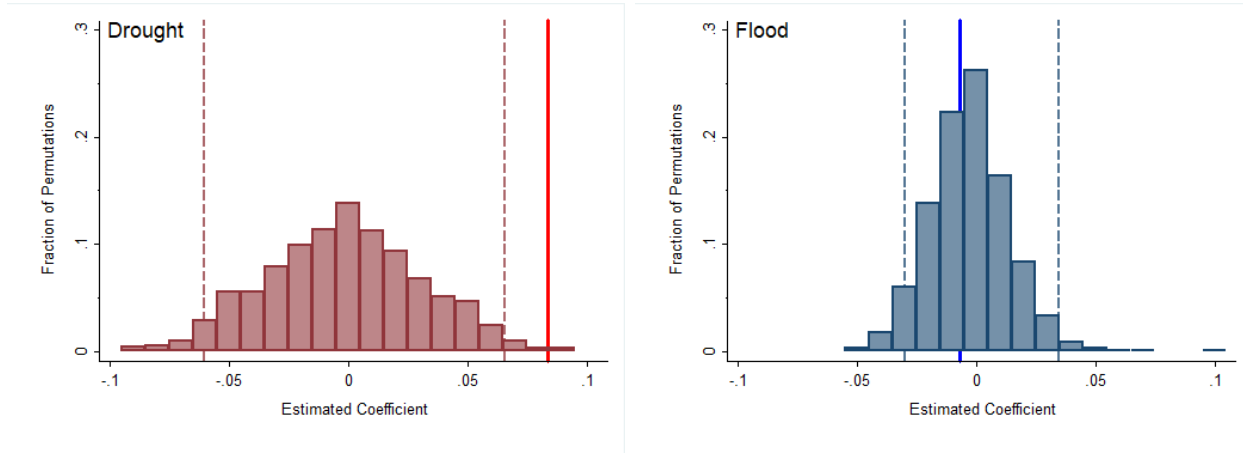 Drought
.3
.2
.1
0
Fraction of Permutations
-.1 -.05 0 .05 .1
Estimated Coefficient
Flood
.3
.2
.1
0
Fraction of Permutations
-.1 -.05 0 .05 .1
Estimated Coefficient